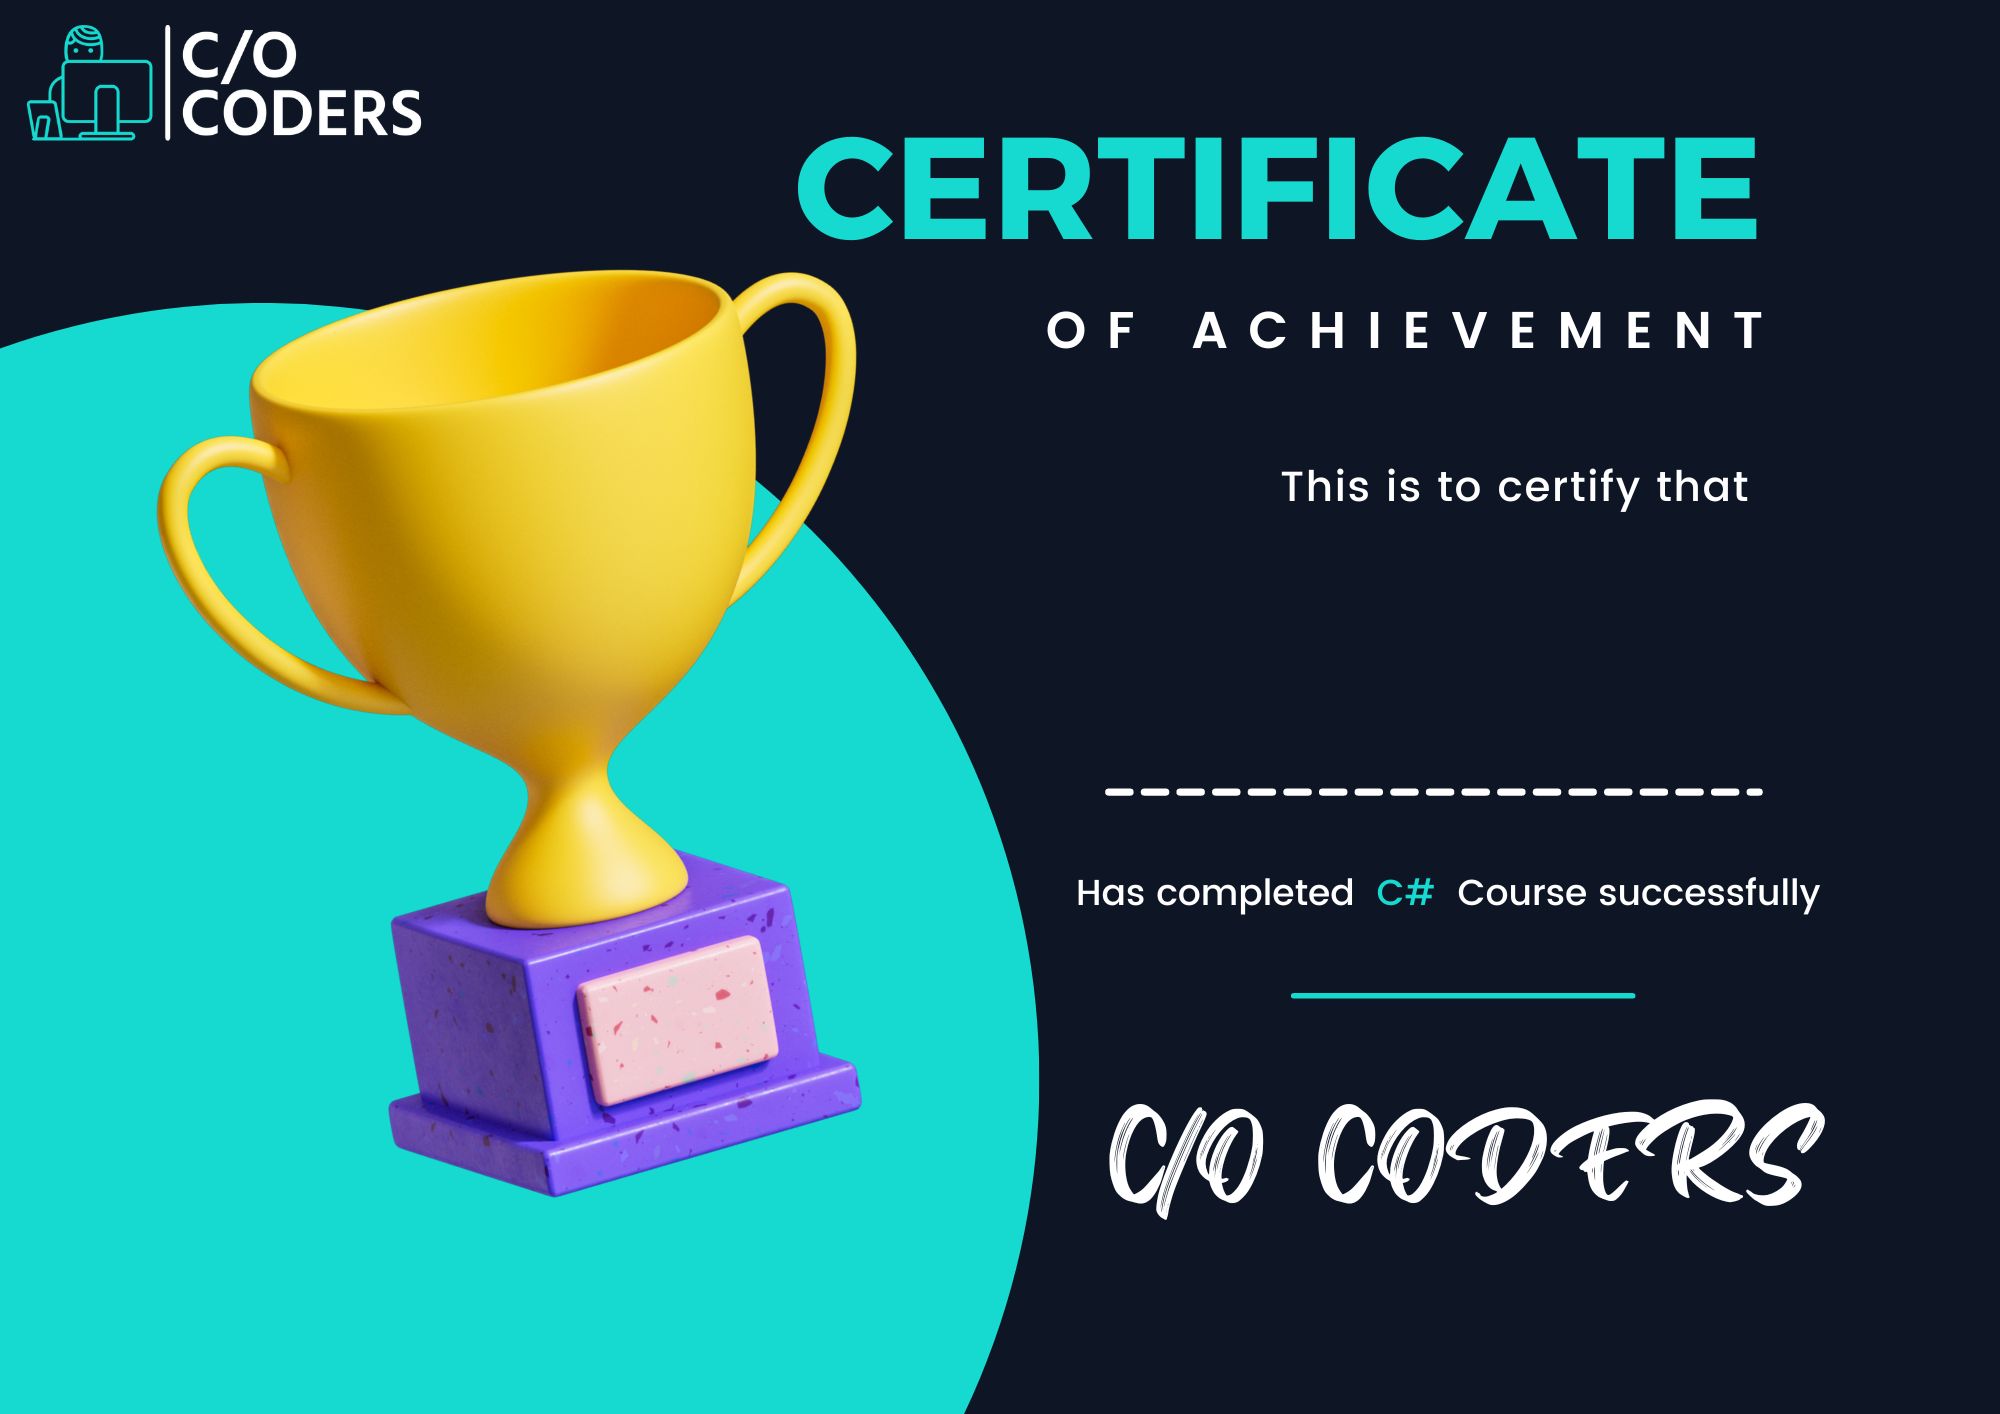 C/O
CODERS
CERTIFICATE
OF ACHIEVEMENT
This is to certify that
Has completed C# Course successfully
C/O CODERS